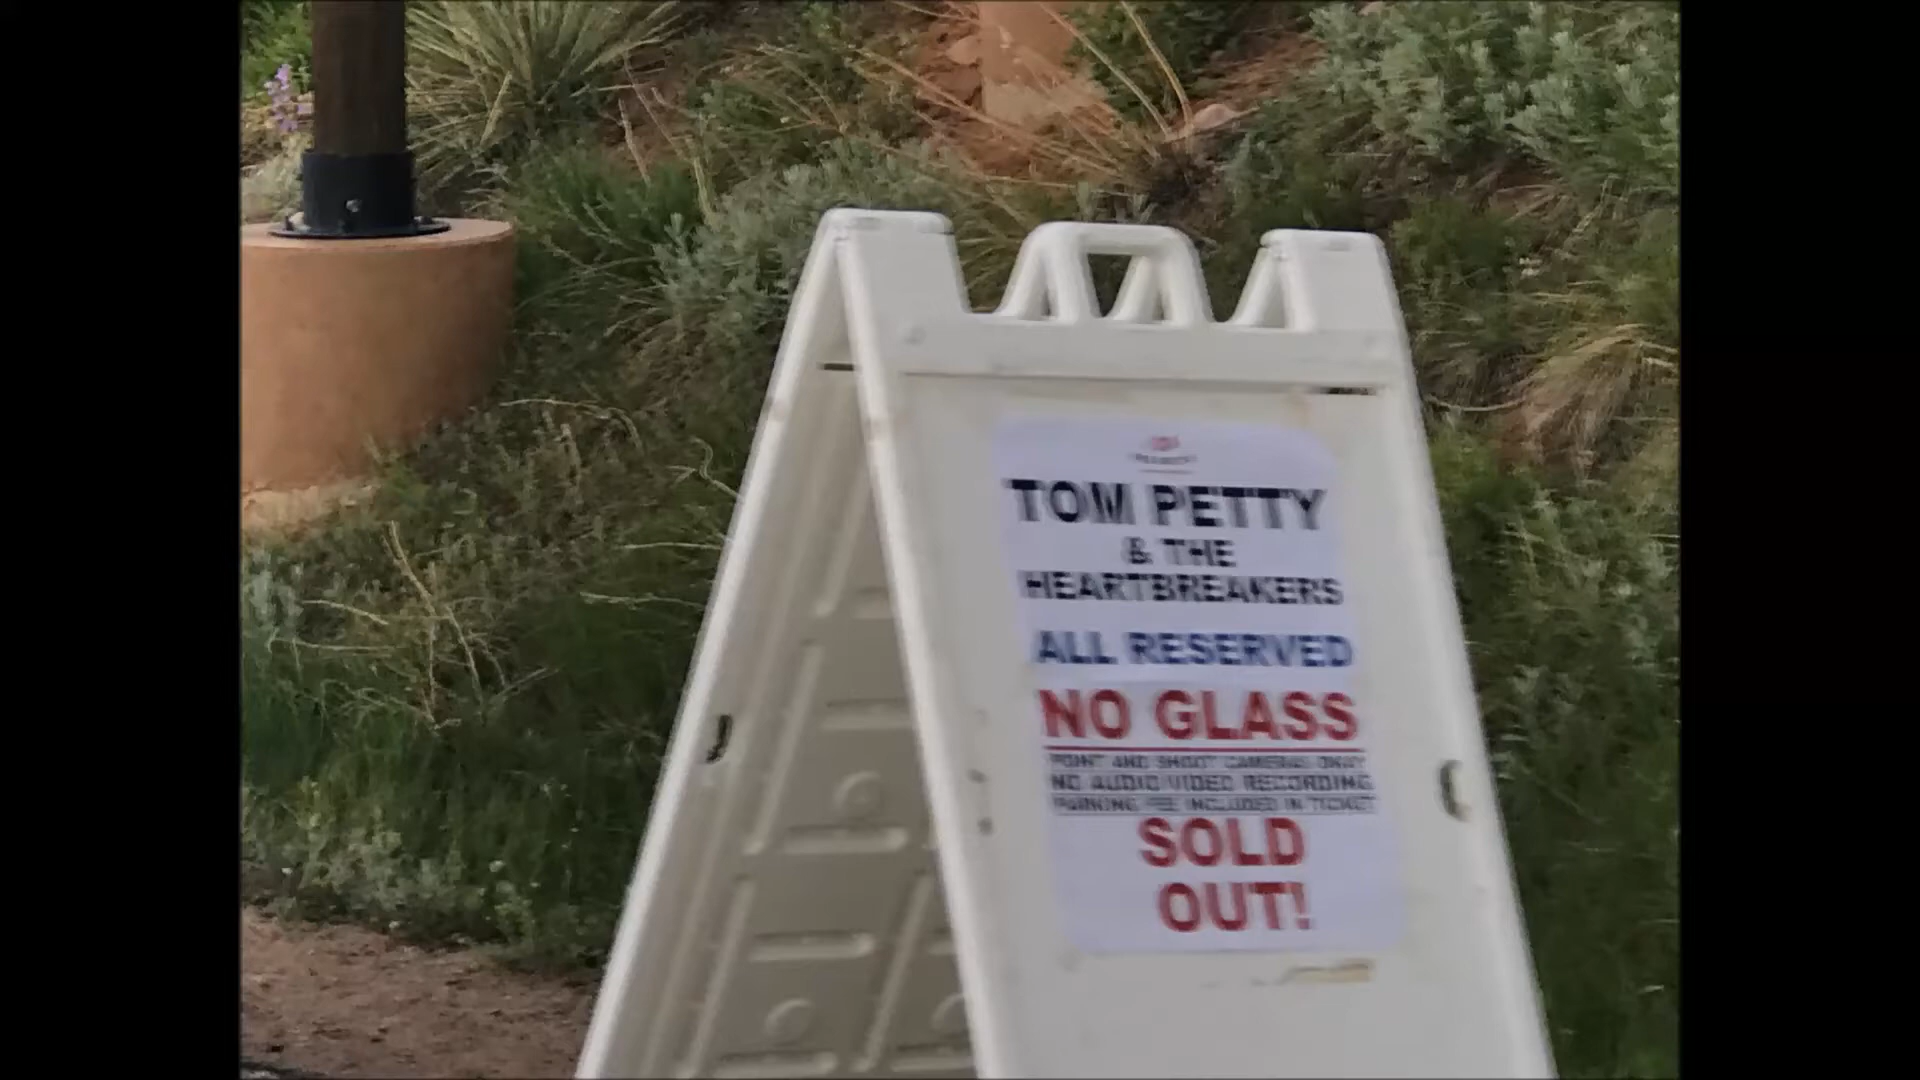 TOM PETTY
& THE
HEARTBREAKERS
ALL RESERVED
NO GLASS
POINT AND SHOOT CAMERAS OKAY
NO AUDIO/VIDEO RECORDING
PARKING FEE INCLUDED IN TICKET
SOLD
OUT!